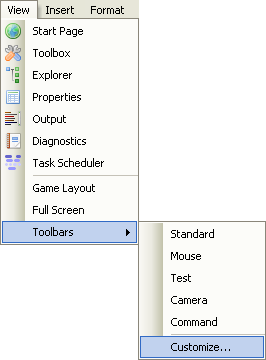 View Insert Format
Start Page
Toolbox
Explorer
Properties
Output
Diagnostics
Task Scheduler
Game Layout
Full Screen
Toolbars
Standard
Mouse
Test
Camera
Command
Customize...